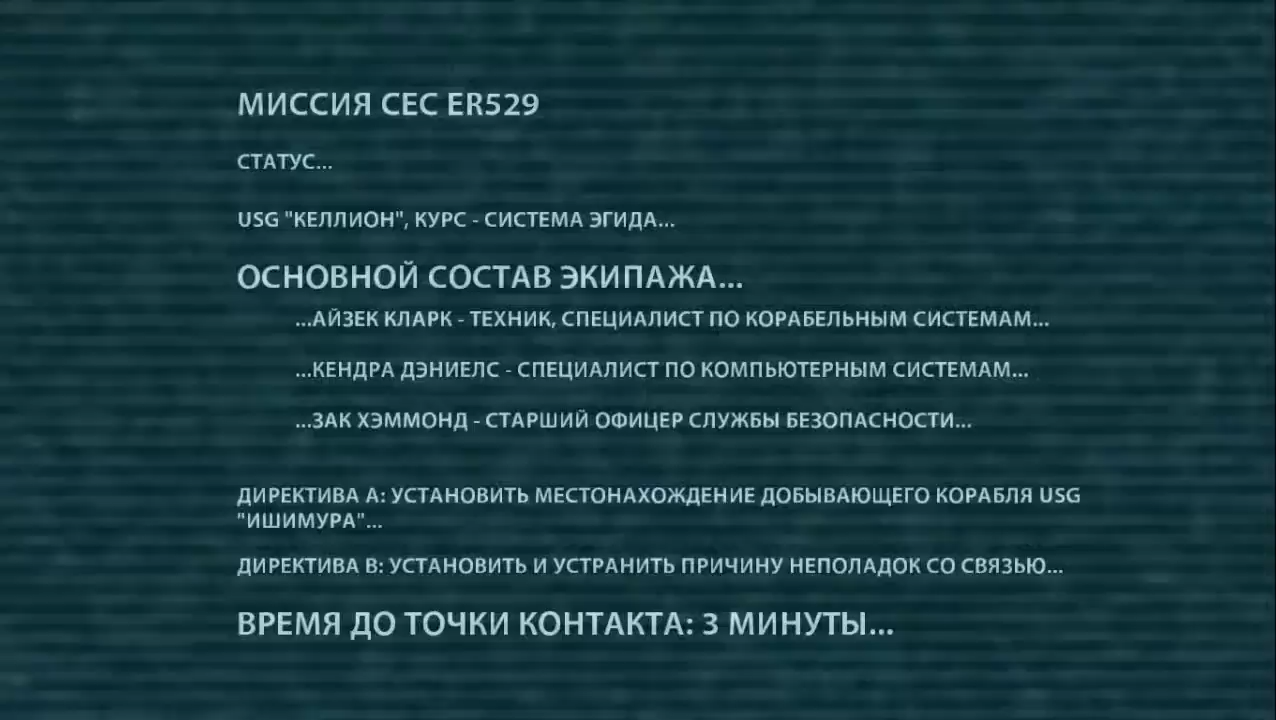 МИССИЯ CEC ER529
СТАТУС...
USG "КЕЛЛИОН", КУРС - СИСТЕМА ЭГИДА...
ОСНОВНОЙ СОСТАВ ЭКИПАЖА...
...АЙЗЕК КЛАРК - ТЕХНИК, СПЕЦИАЛИСТ ПО КОРАБЕЛЬНЫМ СИСТЕМАМ...
...КЕНДРА ДЭНИЕЛС - СПЕЦИАЛИСТ ПО КОМПЬЮТЕРНЫМ СИСТЕМАМ...
...ЗАК ХЭММОНД - СТАРШИЙ ОФИЦЕР СЛУЖБЫ БЕЗОПАСНОСТИ...
ДИРЕКТИВА А: УСТАНОВИТЬ МЕСТОНАХОЖДЕНИЕ ДОБЫВАЮЩЕГО КОРАБЛЯ USG
"ИШИМУРА"...
ДИРЕКТИВА В: УСТАНОВИТЬ И УСТРАНИТЬ ПРИЧИНУ НЕПОЛАДОК СО СВЯЗЬЮ...
ВРЕМЯ ДО ТОЧКИ КОНТАКТА: 3 МИНУТЫ...